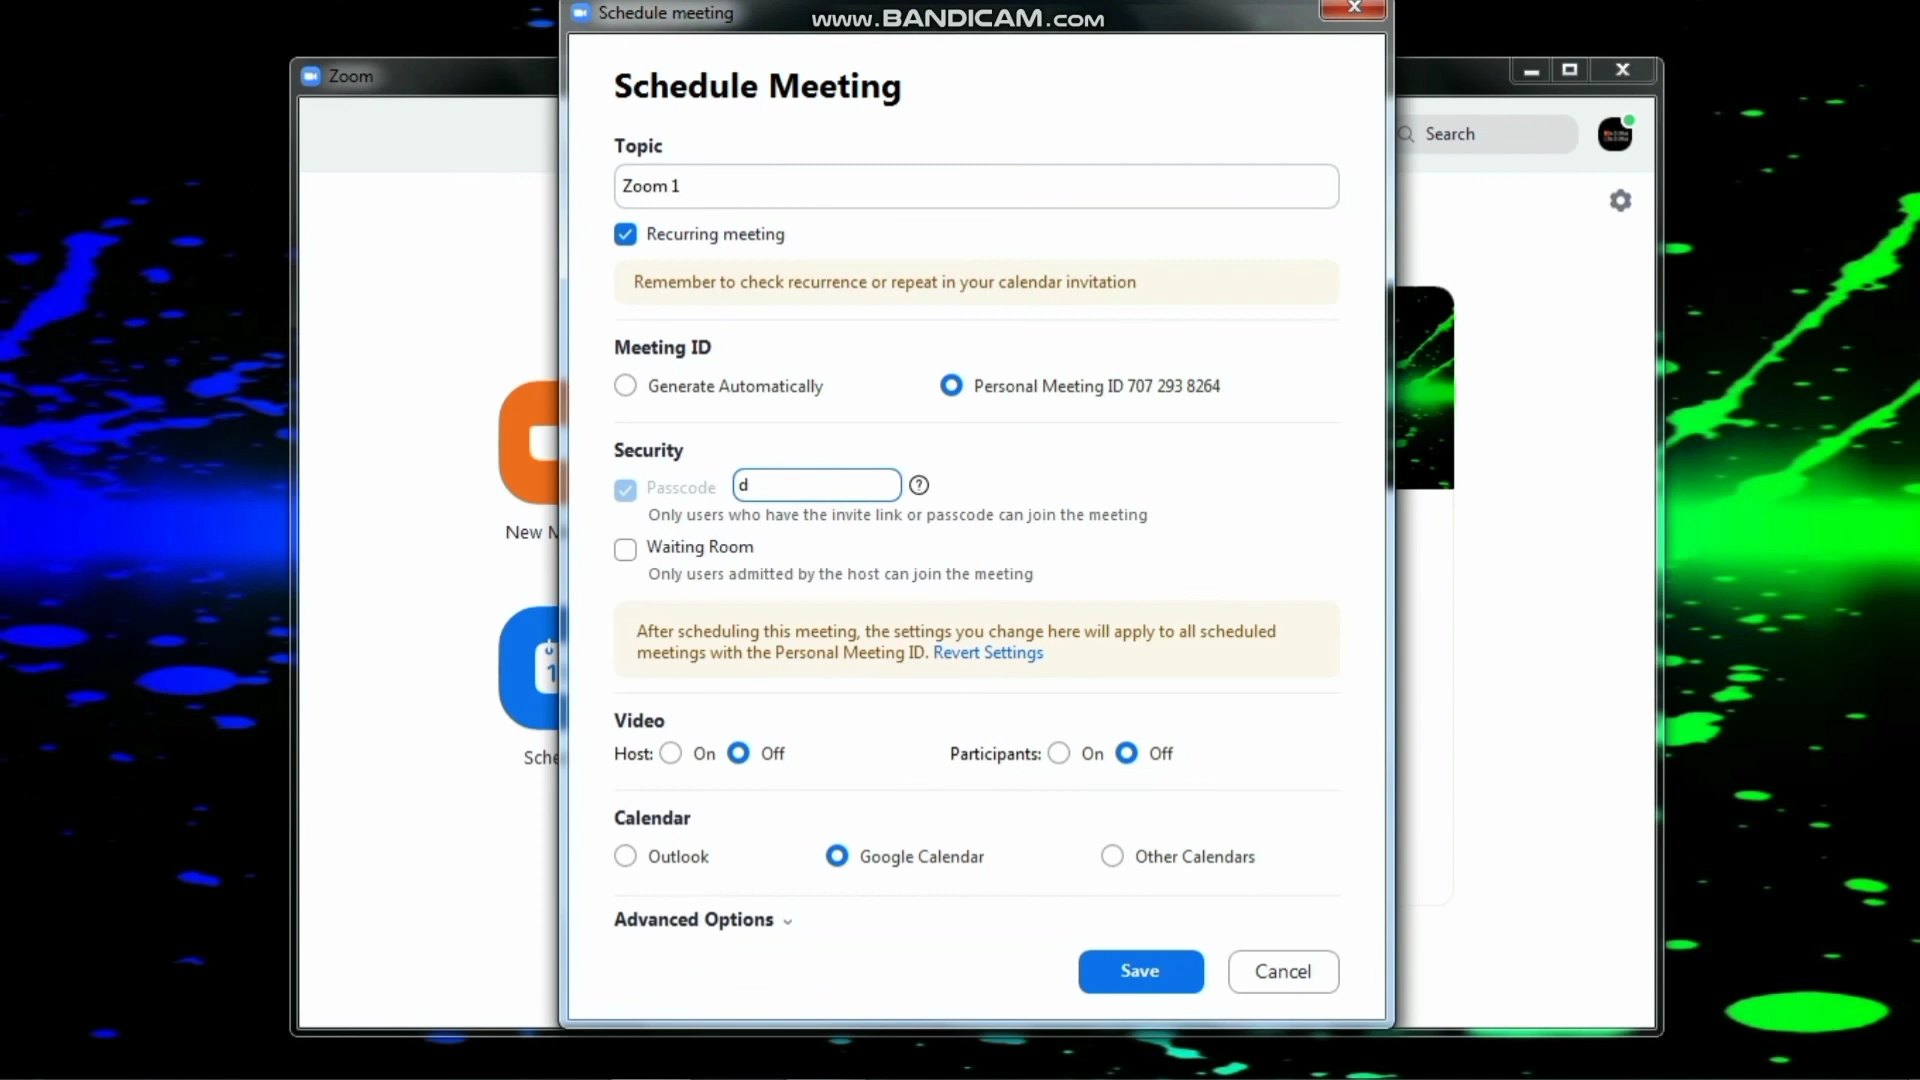 Schedule meeting
www.BANDICAM.com
Zoom
Schedule Meeting
Search
Topic
Zoom 1
Recurring meeting
Remember to check recurrence or repeat in your calendar invitation
Meeting ID
Generate Automatically
Personal Meeting ID 707 293 8264
Security
Passcode
d
?
Only users who have the invite link or passcode can join the meeting
New M
Waiting Room
Only users admitted by the host can join the meeting
After scheduling this meeting, the settings you change here will apply to all scheduled
meetings with the Personal Meeting ID. Revert Settings
Video
Host: On Off
Participants: On Off
Sche
Calendar
Outlook
Google Calendar
Other Calendars
Advanced Options
Save
Cancel